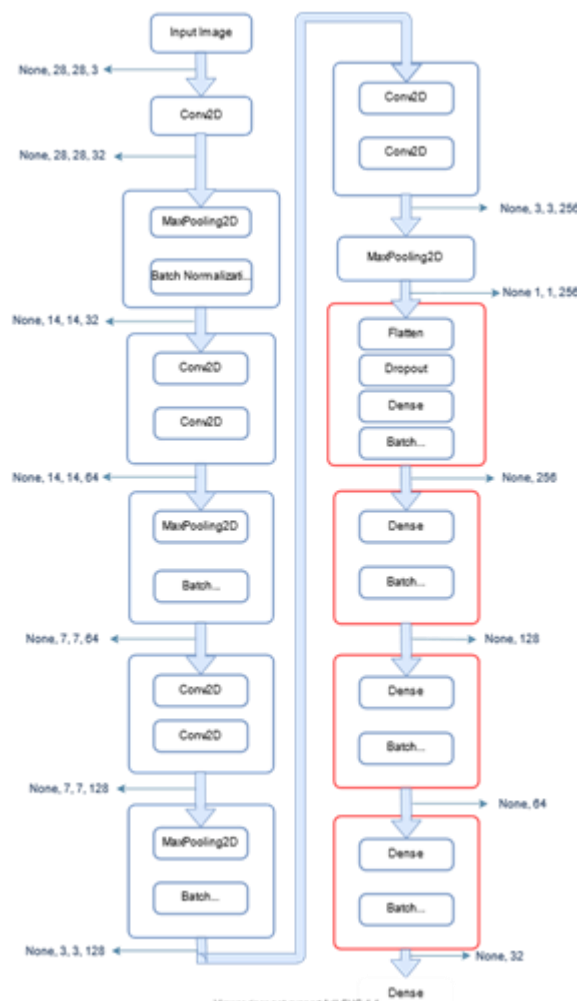 Input Image
None, 28, 28, 3
Conv2D
None, 28, 28, 32
MaxPooling2D
Batch Normalizati...
None, 14, 14, 32
Conv2D
Conv2D
None, 14, 14, 64
MaxPooling2D
Batch...
None, 7, 7, 64
Conv2D
Conv2D
None, 7, 7, 128
MaxPooling2D
Batch...
None, 3, 3, 128
Conv2D
Conv2D
None, 3, 3, 256
MaxPooling2D
None 1, 1, 256
Flatten
Dropout
Dense
Batch...
None, 256
Dense
Batch...
None, 128
Dense
Batch...
None, 64
Dense
Batch...
None, 32
Dense